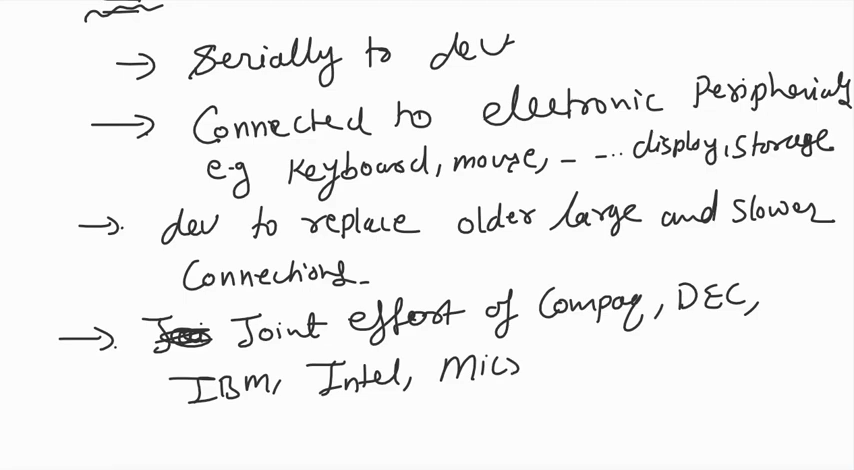 → Serially to dev
→ Connected to electronic Peripherials
e-g Keyboard, mouse, - - ... display, storage
→ dev to replace older large and slower
Connections.
→ Joint effort of Compaq, DEC,
IBM, Intel, Mics